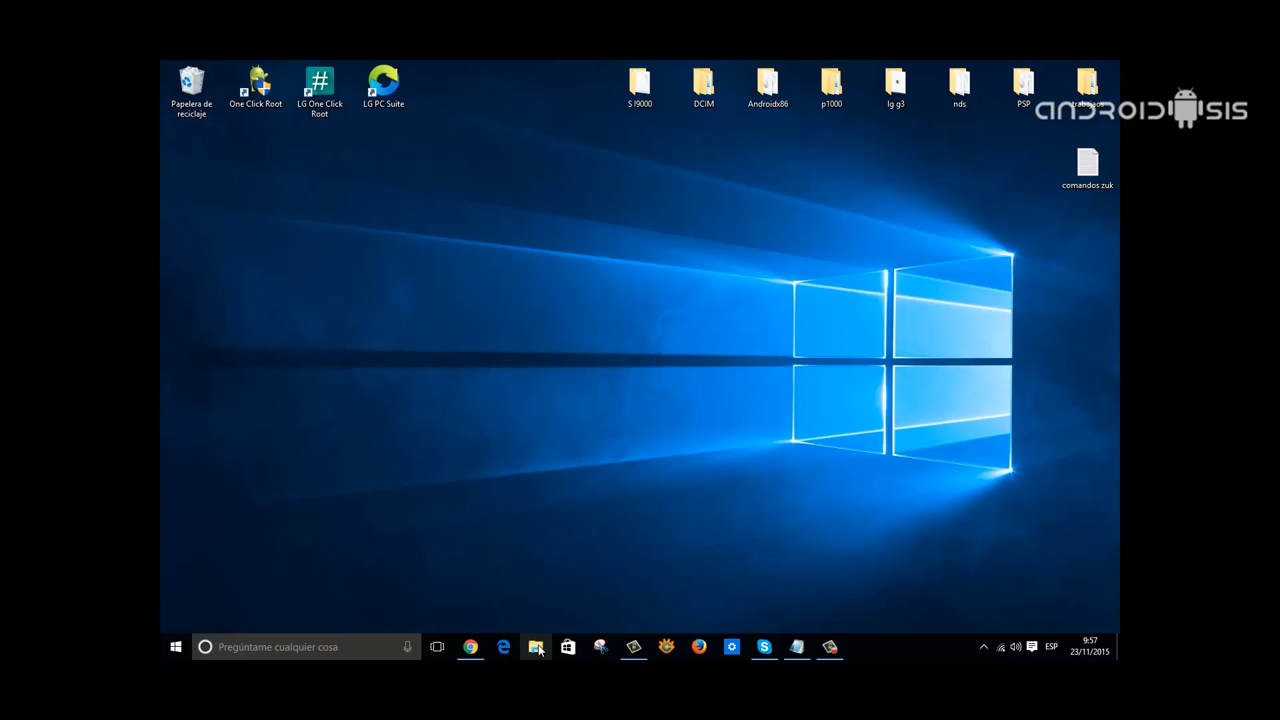 Papelera de
reciclaje
One Click Root
LG One Click
Root
LG PC Suite
S I9000
DCIM
Androidx86
p1000
lg g3
nds
PSP
ANDROIDSIS
comandos zuk
Pregúntame cualquier cosa
ESP
9:57
23/11/2015